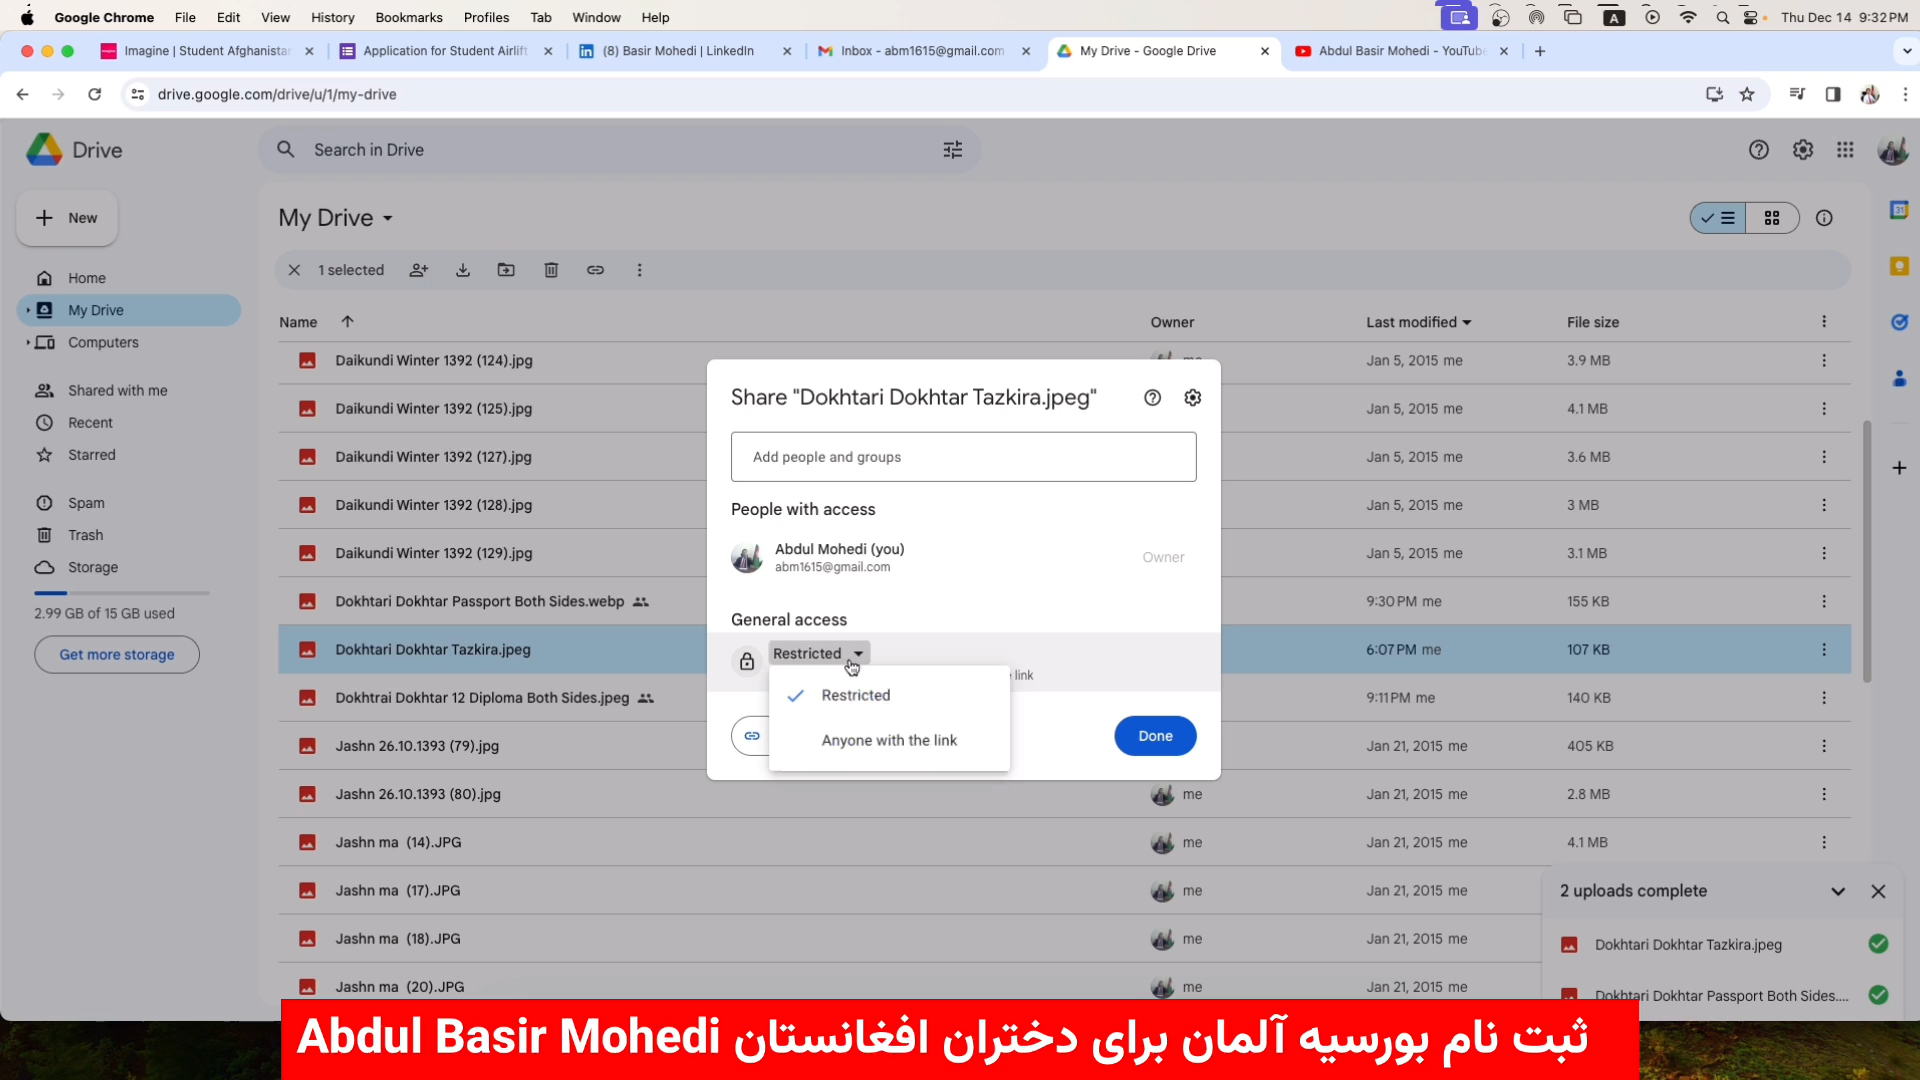 Google Chrome File Edit View History Bookmarks Profiles Tab Window Help A Thu Dec 14 9:32 PM
Imagine | Student Afghanistan Application for Student Airlift (8) Basir Mohedi | LinkedIn Inbox - abm1615@gmail.com My Drive - Google Drive Abdul Basir Mohedi - YouTube
drive.google.com/drive/u/1/my-drive
Drive
Search in Drive
New
My Drive
1 selected
31
Home
My Drive
Computers
Shared with me
Recent
Starred
Spam
Trash
Storage
2.99 GB of 15 GB used
Get more storage
Name Owner Last modified File size
Daikundi Winter 1392 (124).jpg me Jan 5, 2015 me 3.9 MB
Daikundi Winter 1392 (125).jpg Jan 5, 2015 me 4.1 MB
Daikundi Winter 1392 (127).jpg Jan 5, 2015 me 3.6 MB
Daikundi Winter 1392 (128).jpg Jan 5, 2015 me 3 MB
Daikundi Winter 1392 (129).jpg Jan 5, 2015 me 3.1 MB
Dokhtari Dokhtar Passport Both Sides.webp 9:30 PM me 155 KB
Dokhtari Dokhtar Tazkira.jpeg 6:07 PM me 107 KB
Dokhtrai Dokhtar 12 Diploma Both Sides.jpeg 9:11 PM me 140 KB
Jashn 26.10.1393 (79).jpg Jan 21, 2015 me 405 KB
Jashn 26.10.1393 (80).jpg me Jan 21, 2015 me 2.8 MB
Jashn ma (14).JPG me Jan 21, 2015 me 4.1 MB
Jashn ma (17).JPG me Jan 21, 2015 me
Jashn ma (18).JPG me Jan 21, 2015 me
Jashn ma (20).JPG me Jan 21, 2015 me
Share "Dokhtari Dokhtar Tazkira.jpeg"
Add people and groups
People with access
Abdul Mohedi (you)
abm1615@gmail.com
Owner
General access
Restricted
link
Restricted
Anyone with the link
Done
2 uploads complete
Dokhtari Dokhtar Tazkira.jpeg
Dokhtari Dokhtar Passport Both Sides....
ثبت نام بورسیه آلمان برای دختران افغانستان Abdul Basir Mohedi